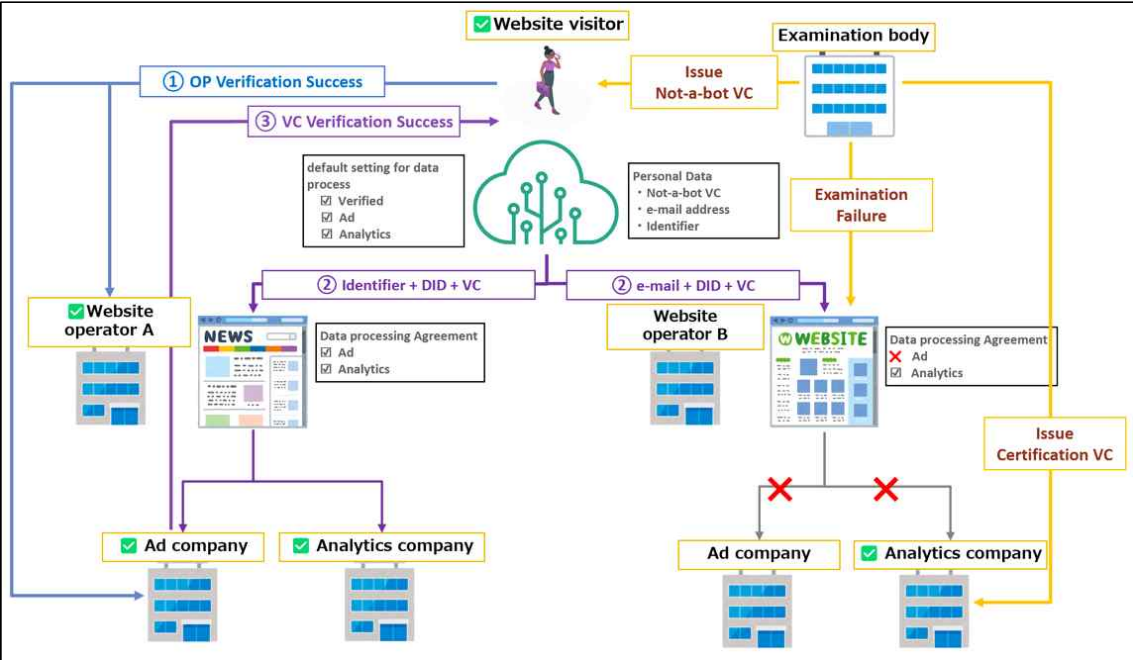 ✅ Website visitor
Examination body
① OP Verification Success
Issue
Not-a-bot VC
③ VC Verification Success
default setting for data
process
☑ Verified
☑ Ad
☑ Analytics
Personal Data
・Not-a-bot VC
・e-mail address
・Identifier
Examination
Failure
② Identifier + DID + VC
② e-mail + DID + VC
✅ Website
operator A
NEWS
Data processing Agreement
☑ Ad
☑ Analytics
Website
operator B
W WEBSITE
Data processing Agreement
❌ Ad
☑ Analytics
Issue
Certification VC
✅ Ad company
✅ Analytics company
Ad company
✅ Analytics company